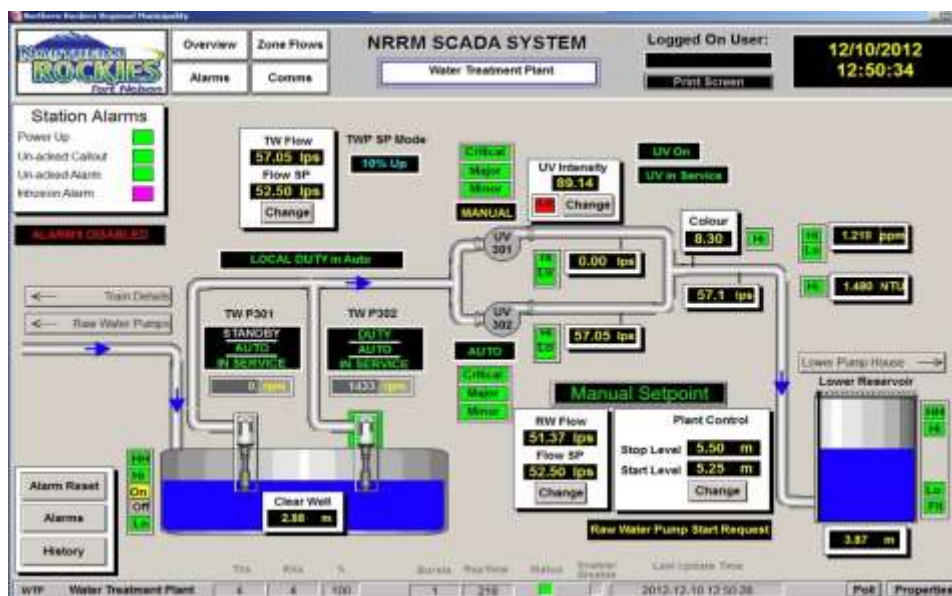 Northern Rockies Regional Municipality
NORTHERN
ROCKIES
Fort Nelson
Overview
Zone Flows
Alarms
Comms
NRRM SCADA SYSTEM
Water Treatment Plant
Logged On User:
Print Screen
12/10/2012
12:50:34
Station Alarms
Power Up
Un-acked Callout
Un-acked Alarm
Intrusion Alarm
ALARMS DISABLED
TW Flow
57.05 lps
Flow SP
52.50 lps
Change
TWP SP Mode
10% Up
Critical
Major
Minor
MANUAL
UV Intensity
89.14
Change
UV On
UV in Service
Colour
8.30
Hi
Hi
Lo
1.210 ppm
Hi
1.480 NTU
LOCAL DUTY in Auto
UV
301
Hi
Lo
0.00 lps
57.1 lps
UV
302
Hi
Lo
57.05 lps
<--- Train Details
<--- Raw Water Pumps
TW P301
STANDBY
AUTO
IN SERVICE
0. rpm
TW P302
DUTY
AUTO
IN SERVICE
1433. rpm
AUTO
Critical
Major
Minor
Manual Setpoint
RW Flow
51.37 lps
Flow SP
52.50 lps
Change
Plant Control
Stop Level 5.50 m
Start Level 5.25 m
Change
Raw Water Pump Start Request
Lower Pump House --->
Lower Reservoir
HH
Hi
Lo
3.87 m
Alarm Reset
Alarms
History
HH
Hi
On
Off
Lo
Clear Well
2.88 m
% Status Last Update Time
WTP Water Treatment Plant 100 1 218 2012-12-10 12:50:28 Poll Properties